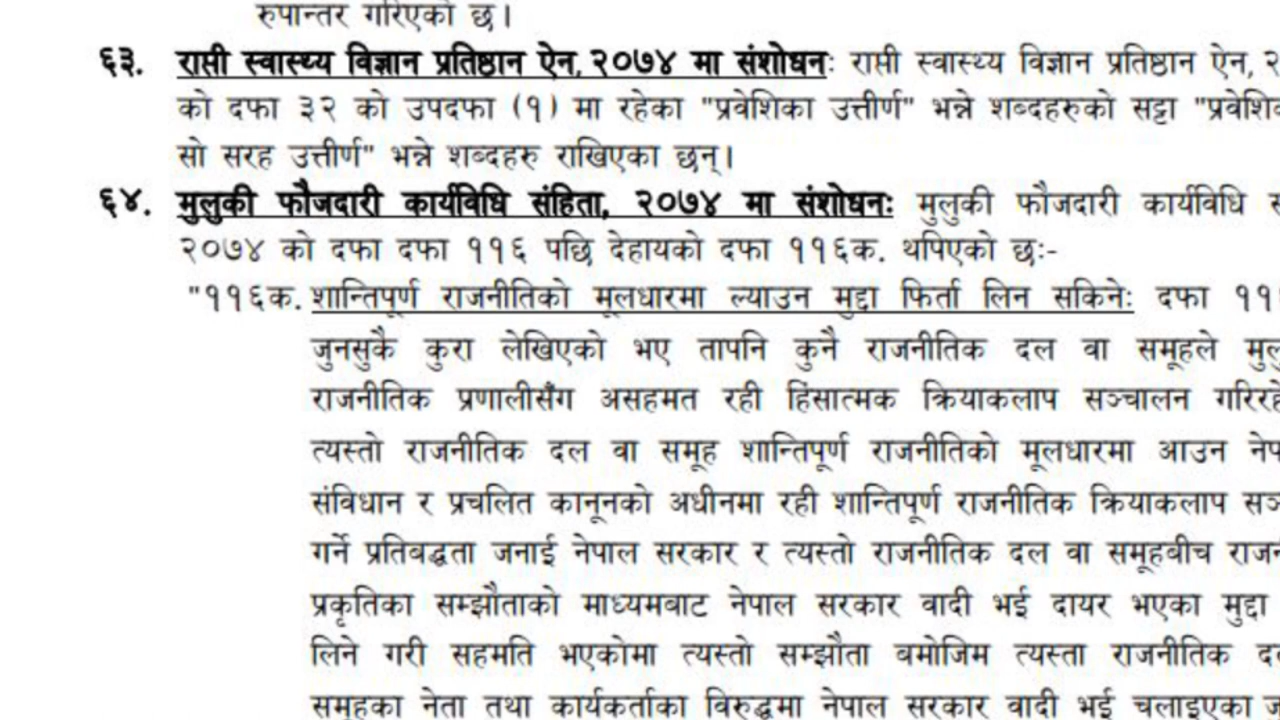 रुपान्तर गरिएको छ।
६३. राप्ती स्वास्थ्य विज्ञान प्रतिष्ठान ऐन, २०७४ मा संशोधनः राप्ती स्वास्थ्य विज्ञान प्रतिष्ठान ऐन,
को दफा ३२ को उपदफा (१) मा रहेका "प्रवेशिका उत्तीर्ण" भन्ने शब्दहरुको सट्टा
सो सरह उत्तीर्ण" भन्ने शब्दहरु राखिएका छन्।
६४. मुलुकी फौजदारी कार्यविधि संहिता, २०७४ मा संशोधनः मुलुकी फौजदारी कार्यविधि
२०७४ को दफा दफा ११६ पछि देहायको दफा ११६क. थपिएको छः-
"११६क. शान्तिपूर्ण राजनीतिको मूलधारमा ल्याउन मुद्दा फिर्ता लिन सकिनेः दफा
जुनसुकै कुरा लेखिएको भए तापनि कुनै राजनीतिक दल वा समूहले
राजनीतिक प्रणालीसँग असहमत रही हिंसात्मक क्रियाकलाप सञ्चालन
त्यस्तो राजनीतिक दल वा समूह शान्तिपूर्ण राजनीतिको मूलधारमा आउन
संविधान र प्रचलित कानूनको अधीनमा रही शान्तिपूर्ण राजनीतिक क्रियाकलाप
गर्ने प्रतिबद्धता जनाई नेपाल सरकार र त्यस्तो राजनीतिक दल वा समूहबीच
प्रकृतिका सम्झौताको माध्यमबाट नेपाल सरकार वादी भई दायर भएका मुद्दा
लिने गरी सहमति भएकोमा त्यस्तो सम्झौता बमोजिम त्यस्ता राजनीतिक
समूहका नेता तथा कार्यकर्ताका विरुद्धमा नेपाल सरकार वादी भई चलाइएका